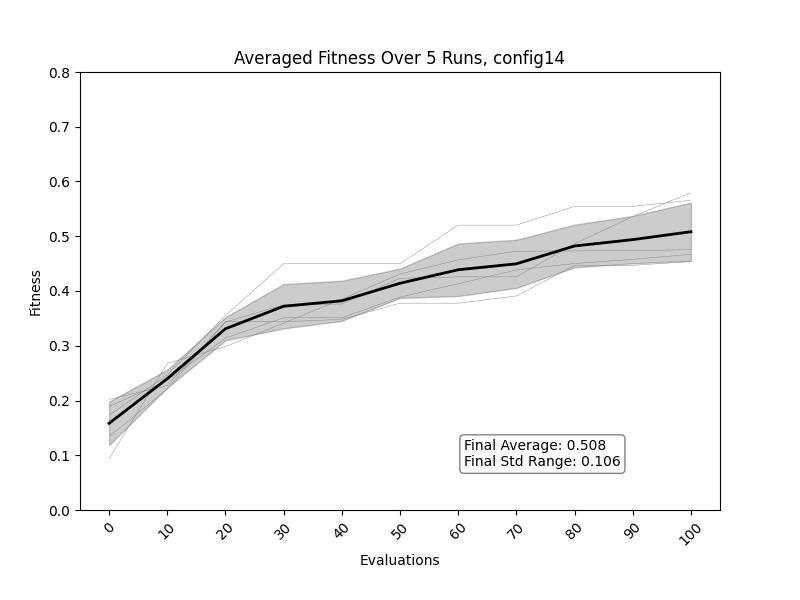 Averaged Fitness Over 5 Runs, config14
0.8
0.7
0.6
0.5
0.4
0.3
0.2
0.1
0.0
Fitness
Final Average: 0.508
Final Std Range: 0.106
0 10 20 30 40 50 60 70 80 90 100
Evaluations